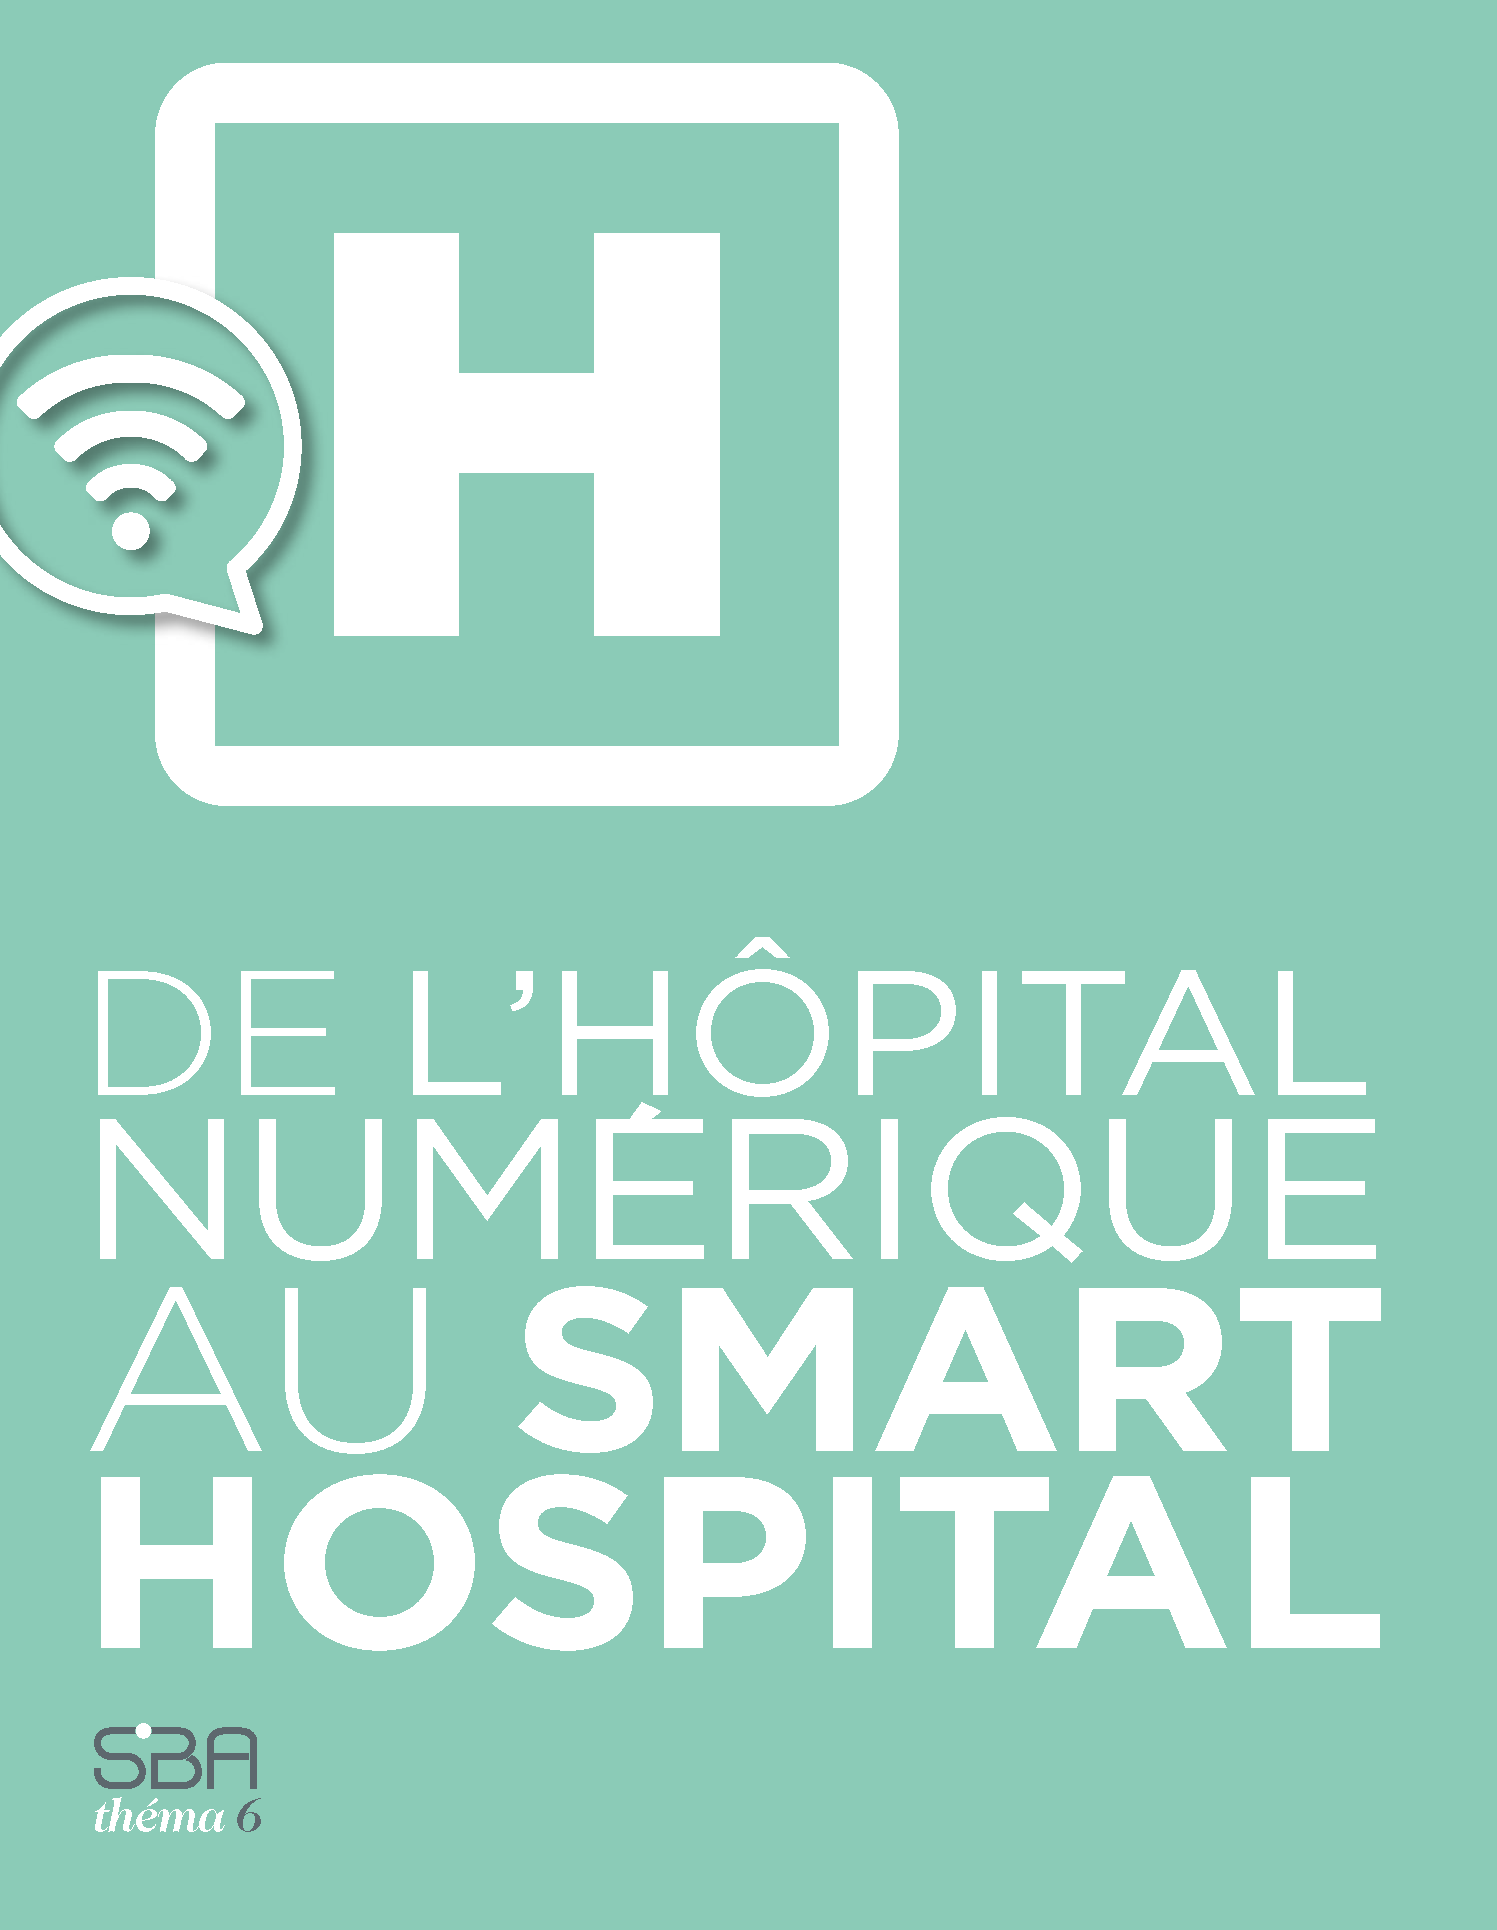 H
DE L’HÔPITAL
NUMÉRIQUE
AU SMART
HOSPITAL
SBA
théma 6